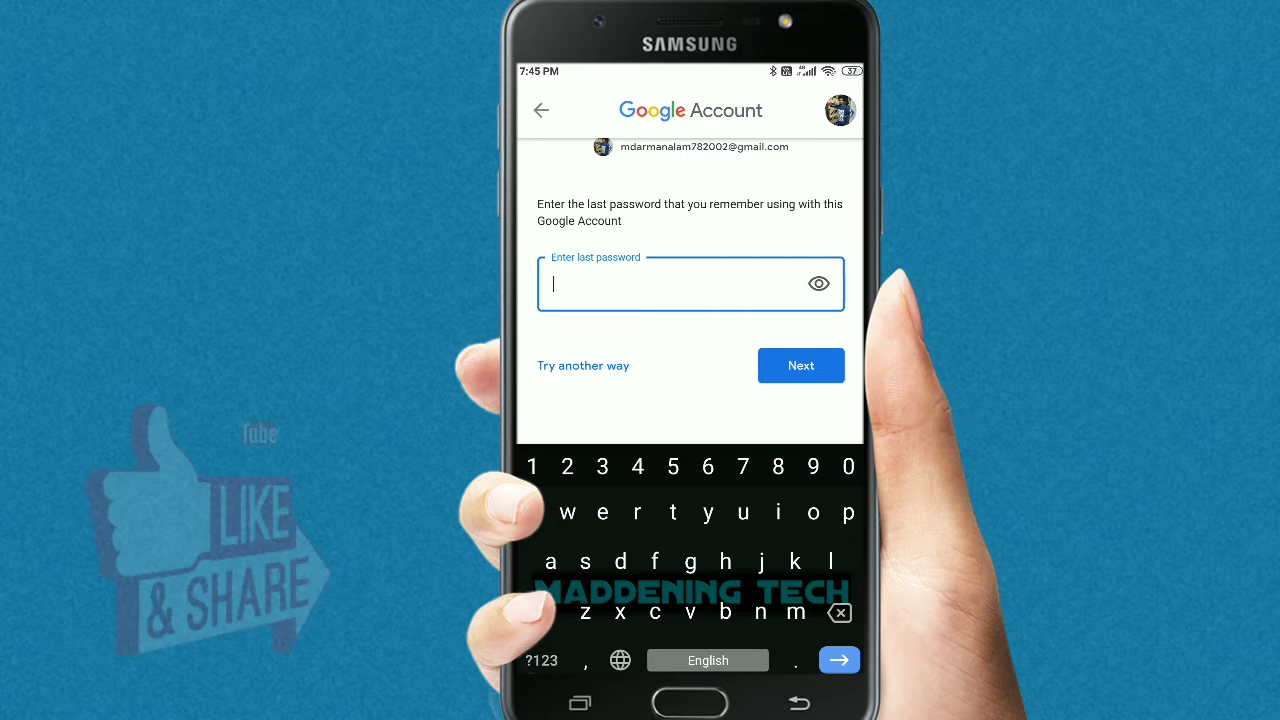 SAMSUNG
7:45 PM 4G 37
Google Account
mdarmanalam782002@gmail.com
Enter the last password that you remember using with this
Google Account
Enter last password
Try another way
Next
Tube
LIKE
& SHARE
1 2 3 4 5 6 7 8 9 0
w e r t y u i o p
a s d f g h j k l
MADDENING TECH
z x c v b n m
?123 , English .